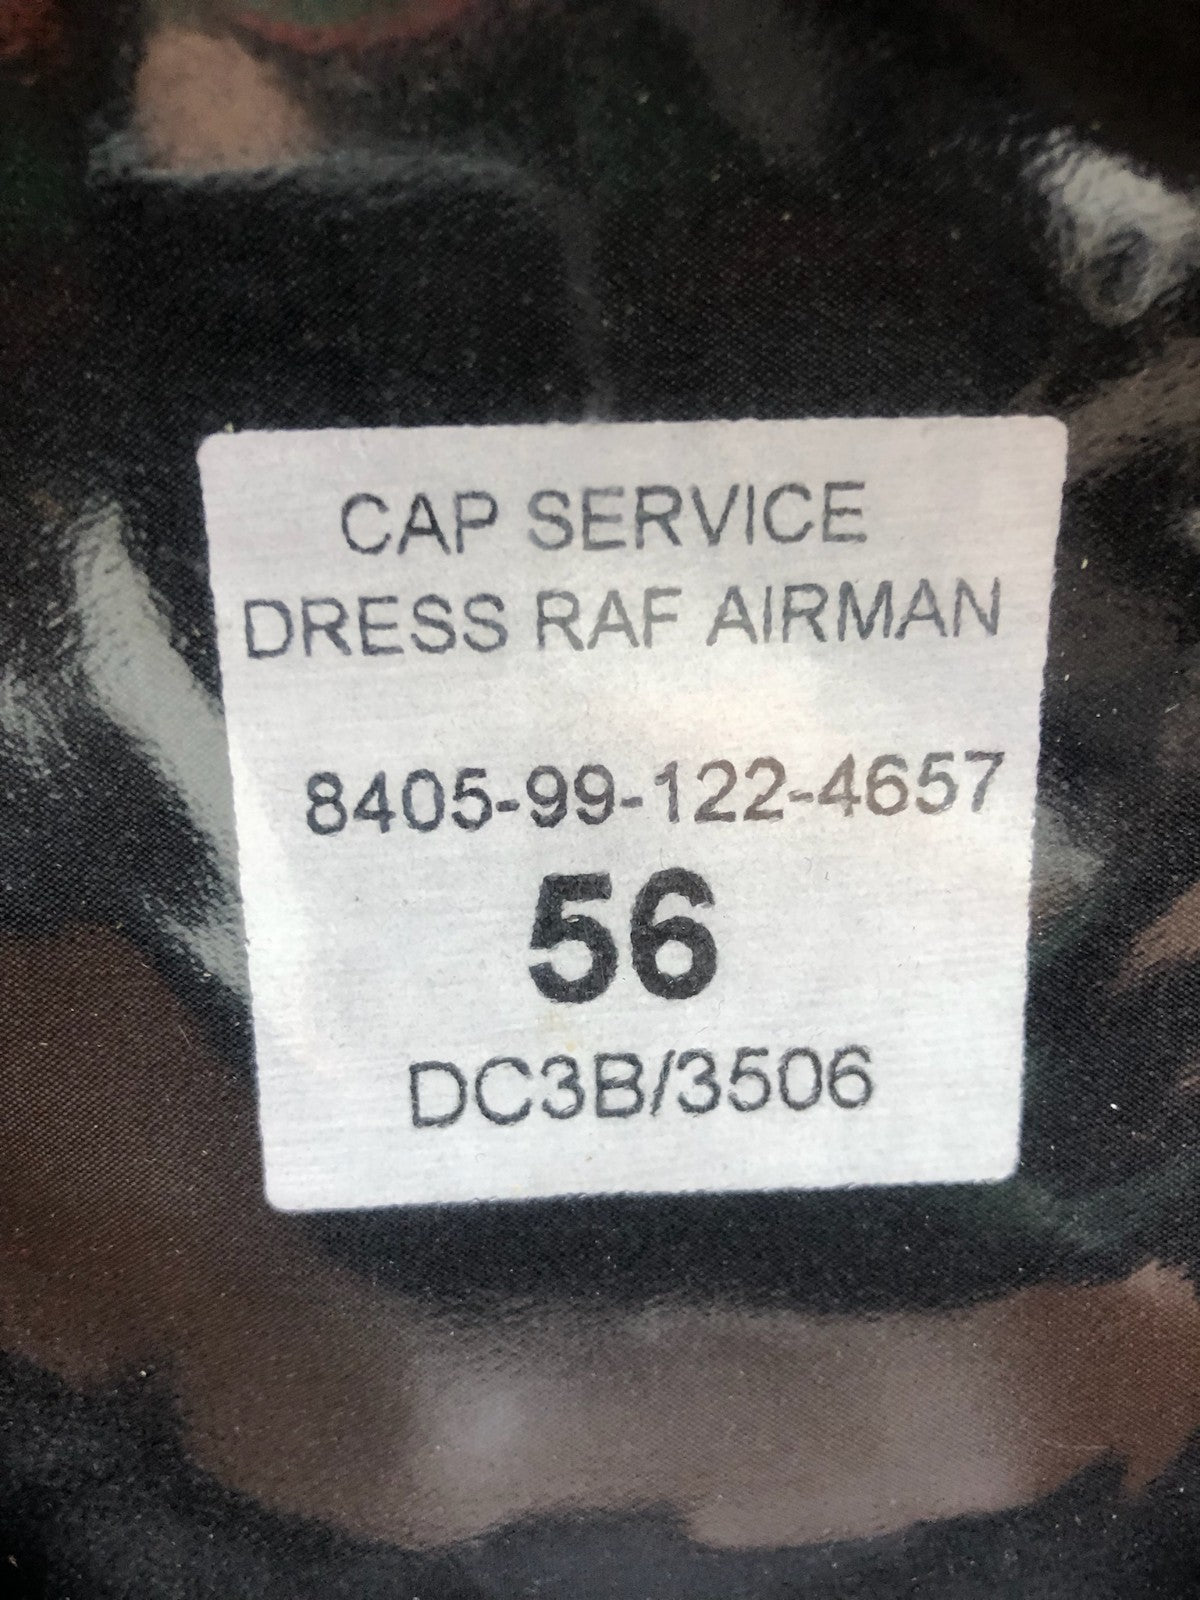 CAP SERVICE
DRESS RAF AIRMAN
8405-99-122-4657
56
DC3B/3506